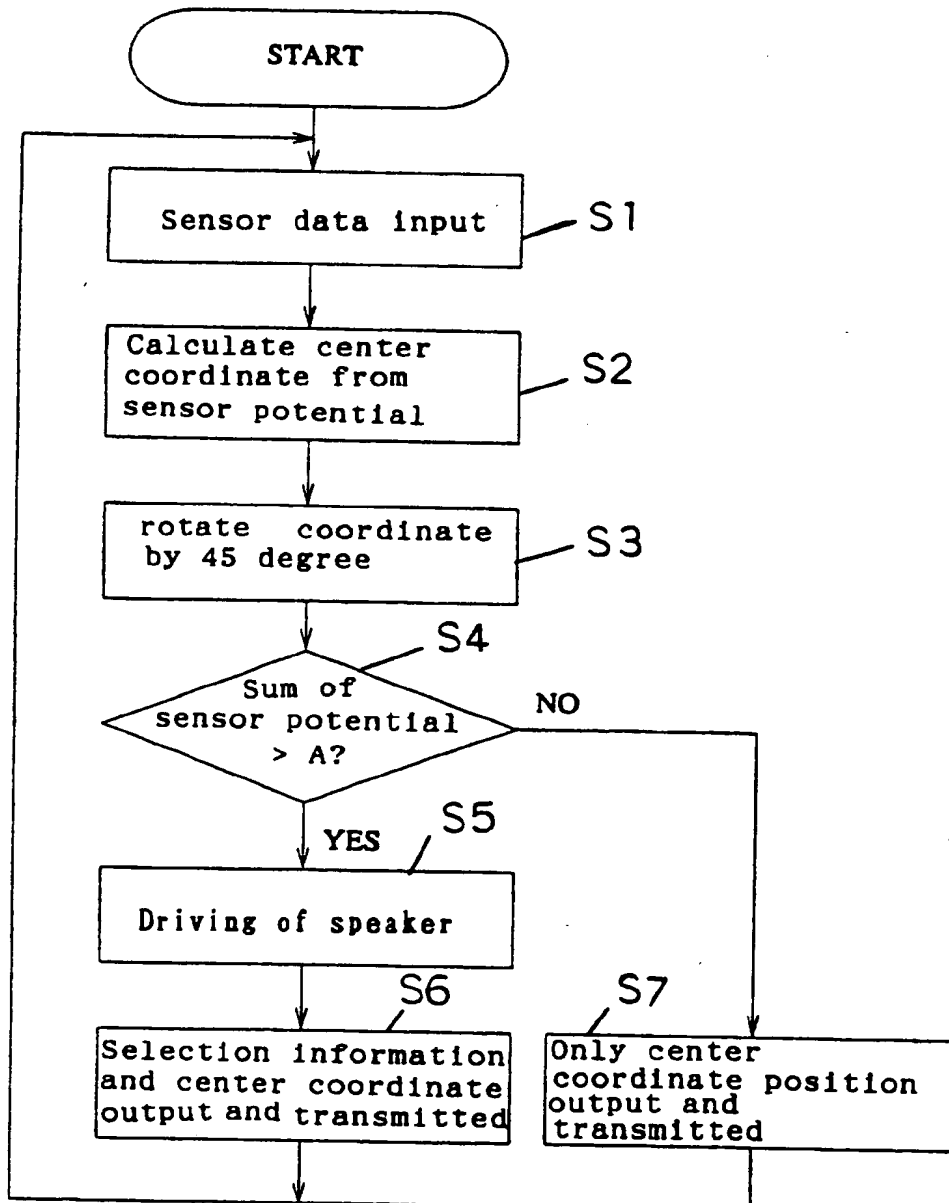 START
Sensor data input
S1
Calculate center
coordinate from
sensor potential
S2
rotate coordinate
by 45 degree
S3
S4
Sum of
sensor potential
> A?
NO
YES
S5
Driving of speaker
S6
Selection information
and center coordinate
output and transmitted
S7
Only center
coordinate position
output and
transmitted